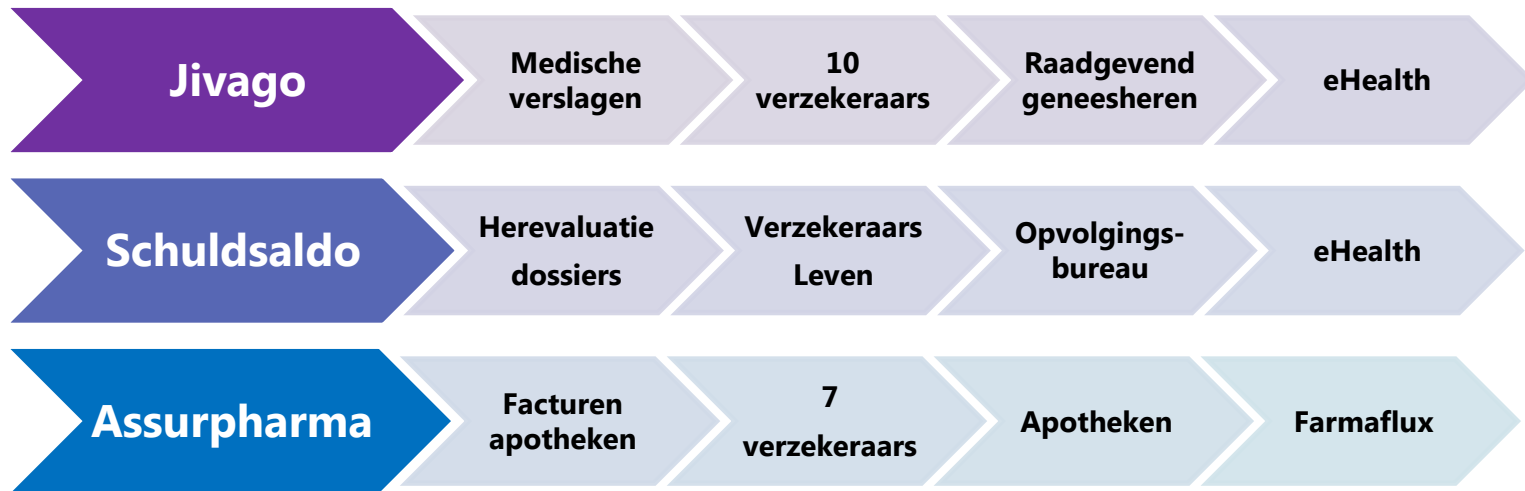 Jivago
Medische
verslagen
10
verzekeraars
Raadgevend
geneesheren
eHealth
Schuldsaldo
Herevaluatie
dossiers
Verzekeraars
Leven
Opvolgings-
bureau
eHealth
Assurpharma
Facturen
apotheken
7
verzekeraars
Apotheken
Farmaflux